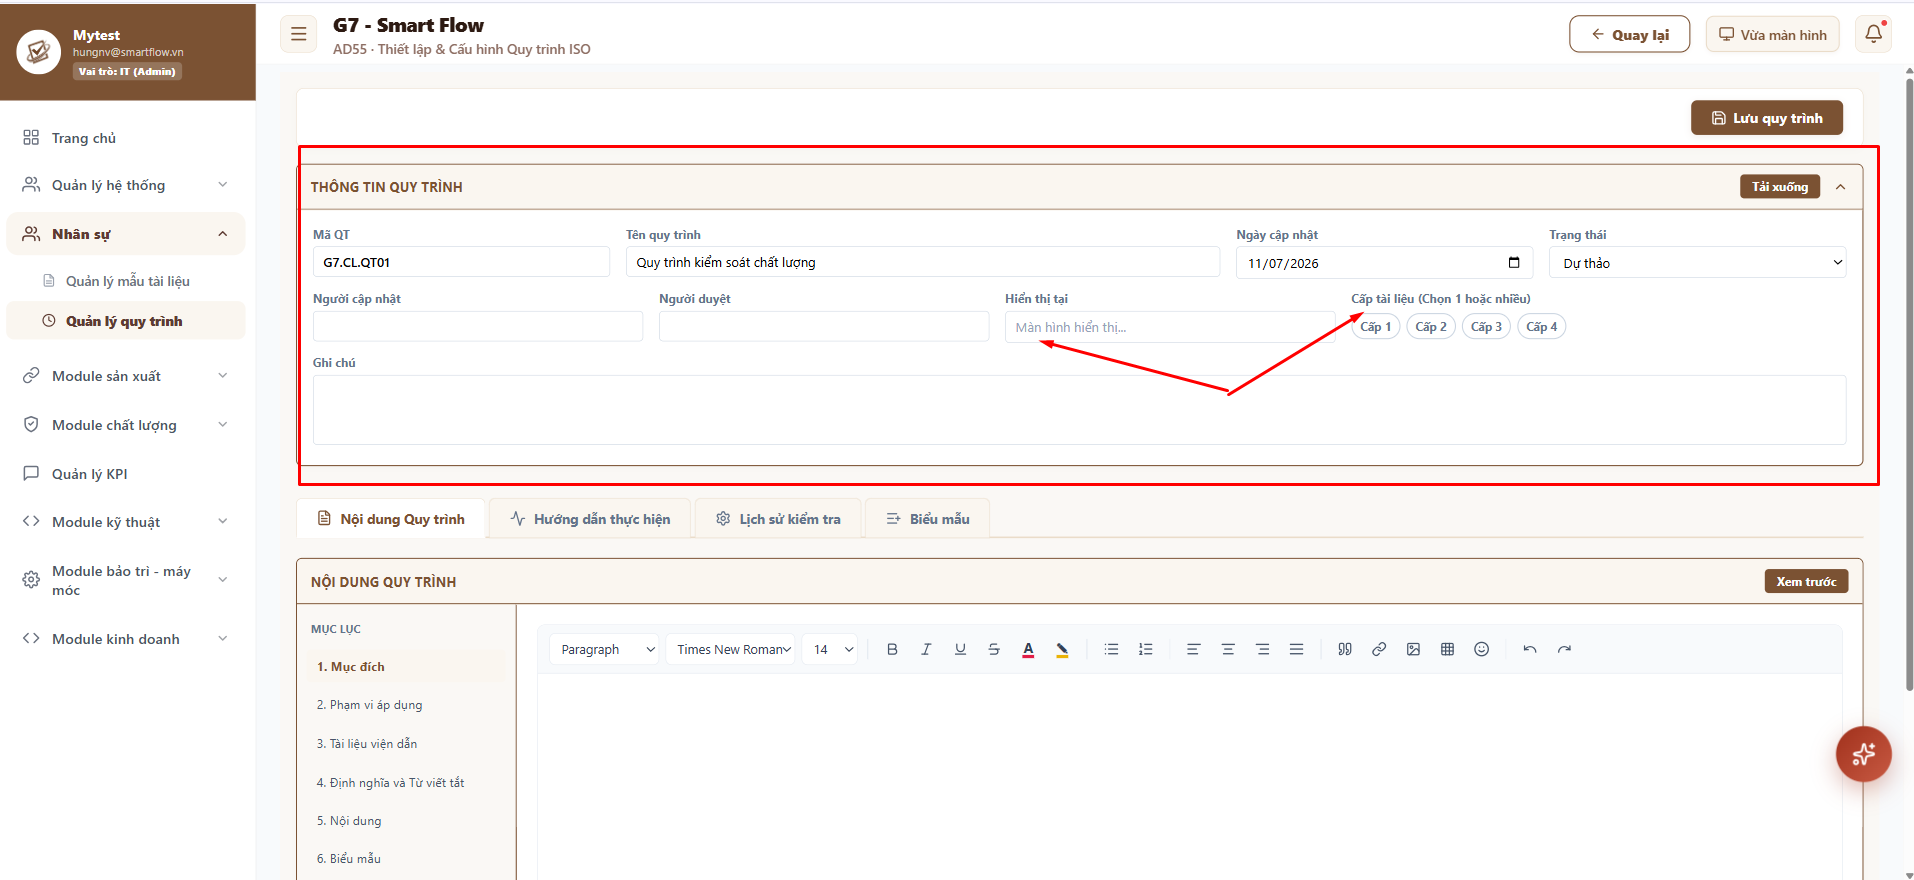 Mytest
hungnv@smartflow.vn
Vai trò: IT (Admin)
G7 - Smart Flow
AD55 · Thiết lập & Cấu hình Quy trình ISO
Quay lại
Vừa màn hình
Trang chủ
Quản lý hệ thống
Nhân sự
Quản lý mẫu tài liệu
Quản lý quy trình
Module sản xuất
Module chất lượng
Quản lý KPI
Module kỹ thuật
Module bảo trì - máy
móc
Module kinh doanh
Lưu quy trình
THÔNG TIN QUY TRÌNH
Tải xuống
Mã QT
Tên quy trình
Ngày cập nhật
Trạng thái
G7.CL.QT01
Quy trình kiểm soát chất lượng
11/07/2026
Dự thảo
Người cập nhật
Người duyệt
Hiển thị tại
Cấp tài liệu (Chọn 1 hoặc nhiều)
Màn hình hiển thị...
Cấp 1
Cấp 2
Cấp 3
Cấp 4
Ghi chú
Nội dung Quy trình
Hướng dẫn thực hiện
Lịch sử kiểm tra
Biểu mẫu
NỘI DUNG QUY TRÌNH
Xem trước
MỤC LỤC
1. Mục đích
2. Phạm vi áp dụng
3. Tài liệu viện dẫn
4. Định nghĩa và Từ viết tắt
5. Nội dung
6. Biểu mẫu
Paragraph
Times New Roman
14